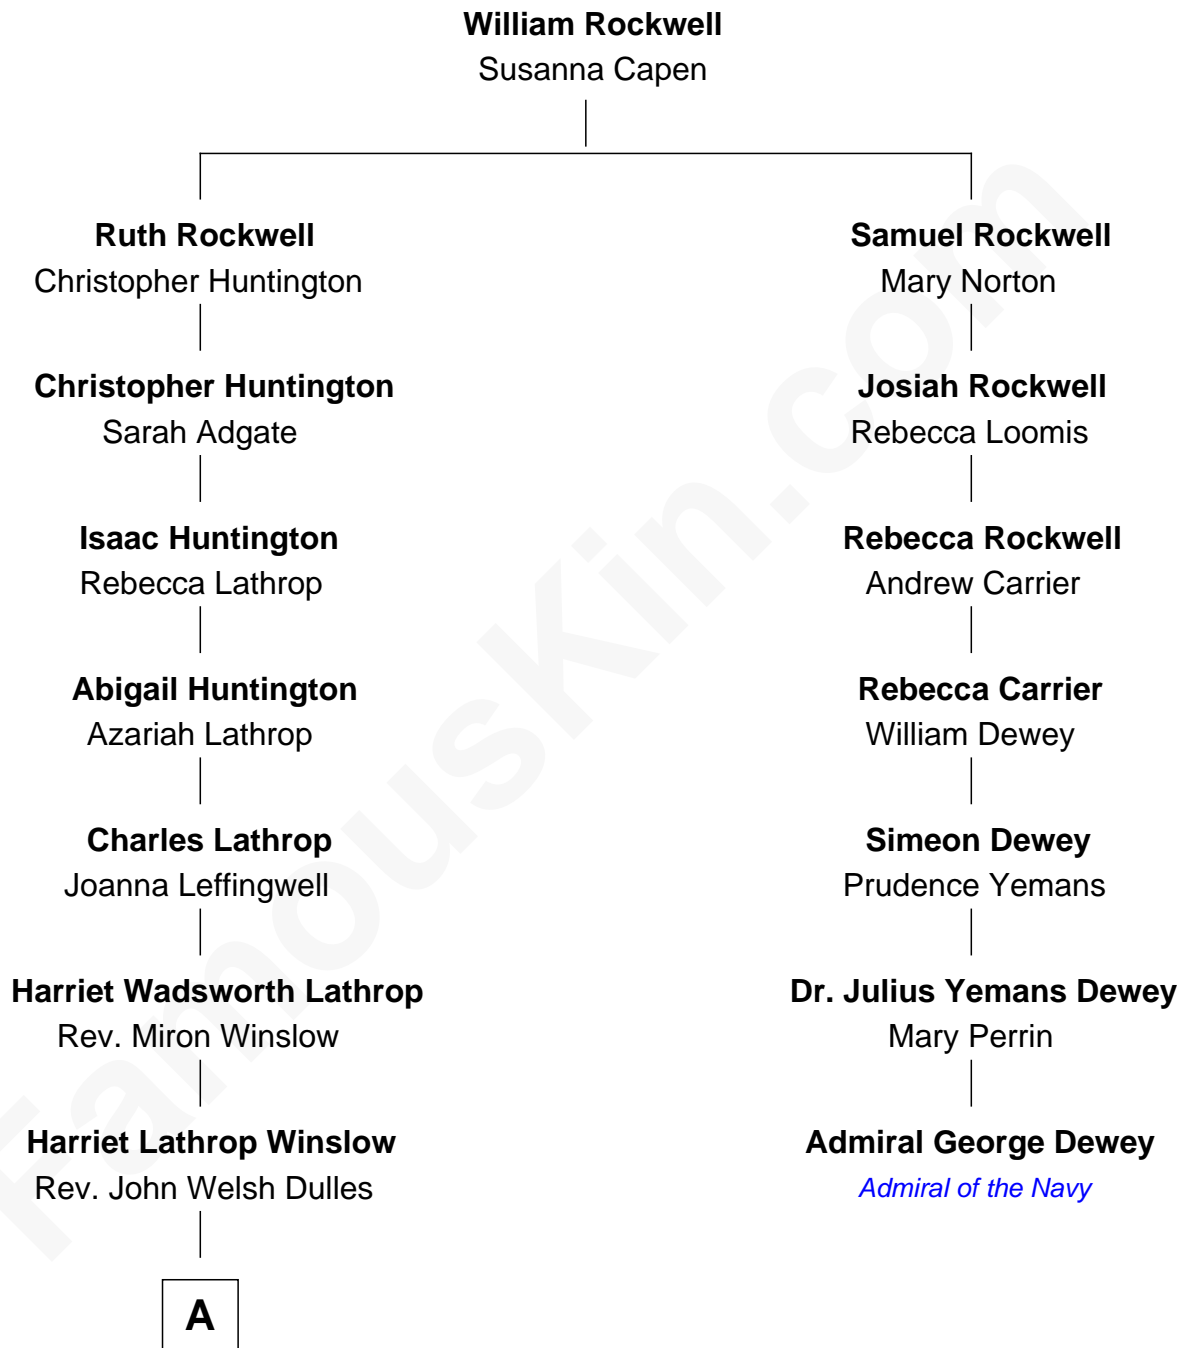 William Rockwell
Susanna Capen
Ruth Rockwell
Christopher Huntington
Christopher Huntington
Sarah Adgate
Isaac Huntington
Rebecca Lathrop
Abigail Huntington
Azariah Lathrop
Charles Lathrop
Joanna Leffingwell
Harriet Wadsworth Lathrop
Rev. Miron Winslow
Harriet Lathrop Winslow
Rev. John Welsh Dulles
A
Samuel Rockwell
Mary Norton
Josiah Rockwell
Rebecca Loomis
Rebecca Rockwell
Andrew Carrier
Rebecca Carrier
William Dewey
Simeon Dewey
Prudence Yemans
Dr. Julius Yemans Dewey
Mary Perrin
Admiral George Dewey
Admiral of the Navy
FamousKin.com